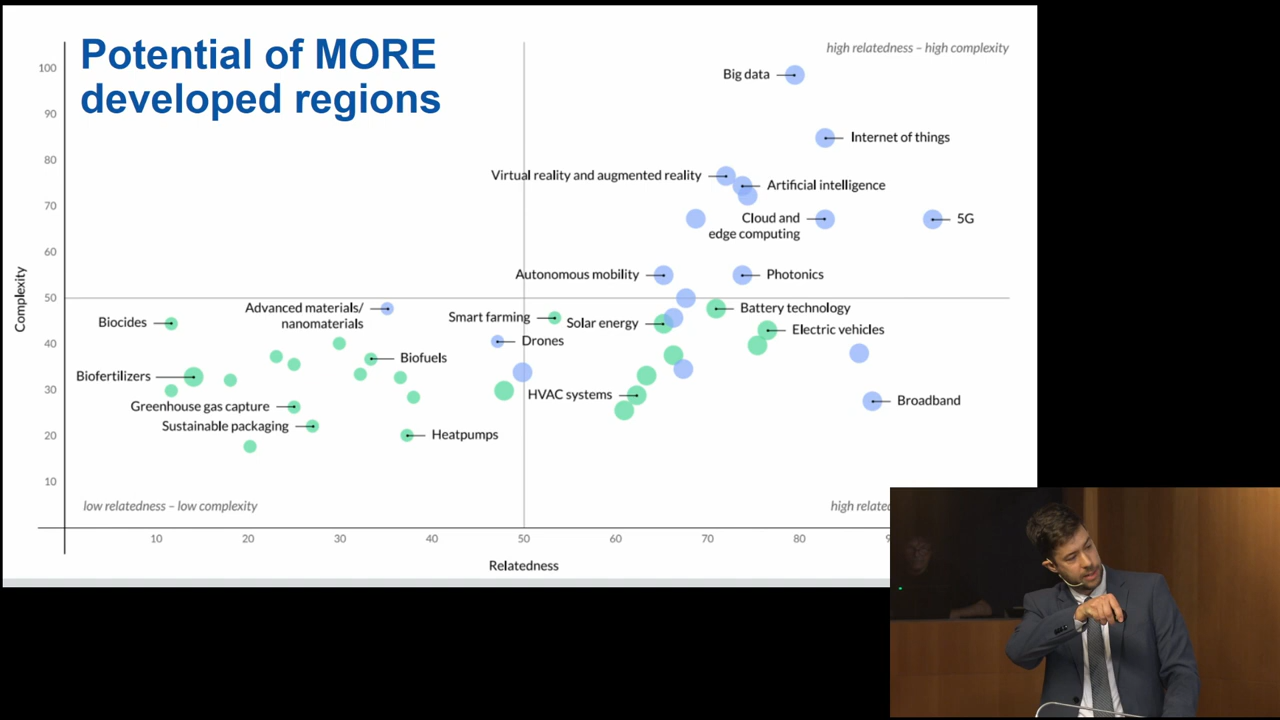 Potential of MORE
developed regions
high relatedness – high complexity
100
90
80
70
60
50
40
30
20
10
Complexity
Big data
Internet of things
Virtual reality and augmented reality
Artificial intelligence
Cloud and
edge computing
5G
Autonomous mobility
Photonics
Advanced materials/
nanomaterials
Biocides
Smart farming
Solar energy
Battery technology
Drones
Electric vehicles
Biofuels
Biofertilizers
HVAC systems
Broadband
Greenhouse gas capture
Sustainable packaging
Heatpumps
low relatedness – low complexity
high
10
20
30
40
50
60
70
80
Relatedness